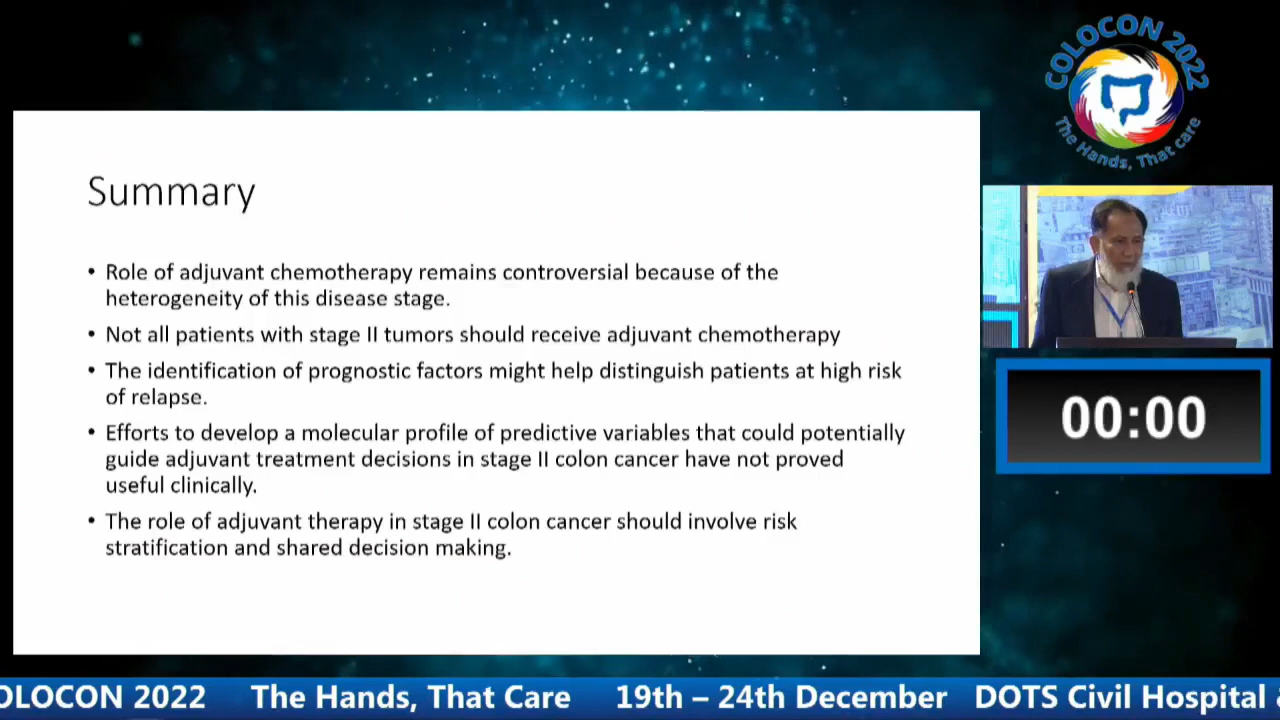 COLOCON 2022
The Hands, That care
Summary
• Role of adjuvant chemotherapy remains controversial because of the
heterogeneity of this disease stage.
• Not all patients with stage II tumors should receive adjuvant chemotherapy
• The identification of prognostic factors might help distinguish patients at high risk
of relapse.
• Efforts to develop a molecular profile of predictive variables that could potentially
guide adjuvant treatment decisions in stage II colon cancer have not proved
useful clinically.
• The role of adjuvant therapy in stage II colon cancer should involve risk
stratification and shared decision making.
00:00
OLOCON 2022 The Hands, That Care 19th – 24th December DOTS Civil Hospital